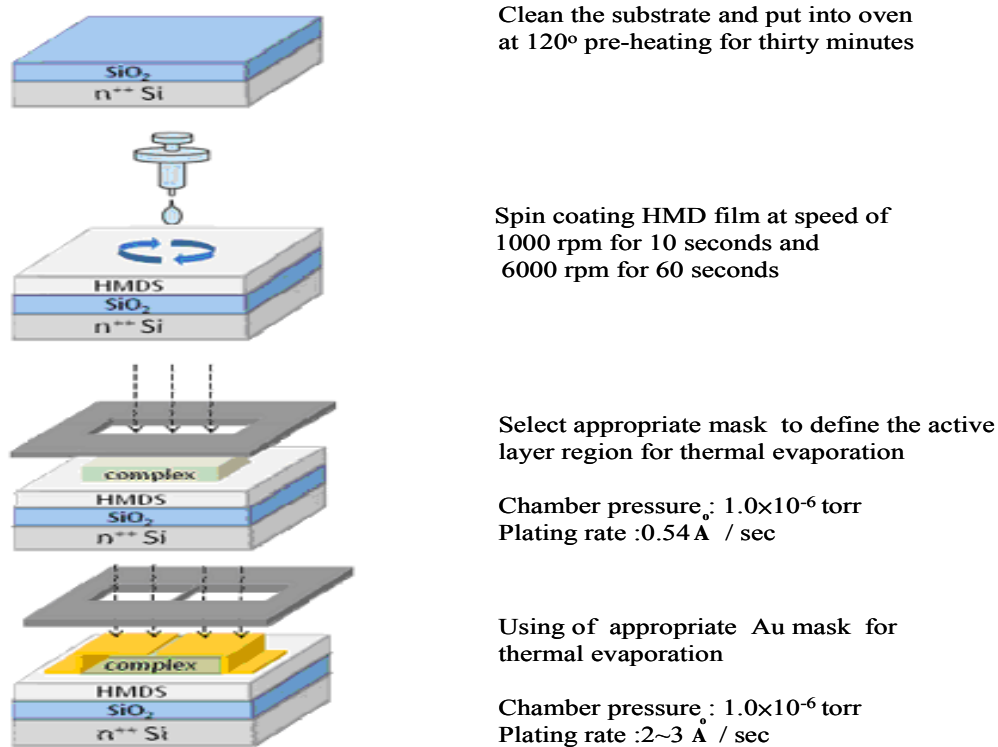 Clean the substrate and put into oven
at 120º pre-heating for thirty minutes
SiO₂
n⁺⁺ Si
Spin coating HMD film at speed of
1000 rpm for 10 seconds and
6000 rpm for 60 seconds
HMDS
SiO₂
n⁺⁺ Si
Select appropriate mask to define the active
layer region for thermal evaporation
Chamber pressure : 1.0×10⁻⁶ torr
Plating rate :0.54 Å / sec
complex
HMDS
SiO₂
n⁺⁺ Si
Using of appropriate Au mask for
thermal evaporation
Chamber pressure : 1.0×10⁻⁶ torr
Plating rate :2~3 Å / sec
complex
HMDS
SiO₂
n⁺⁺ Si